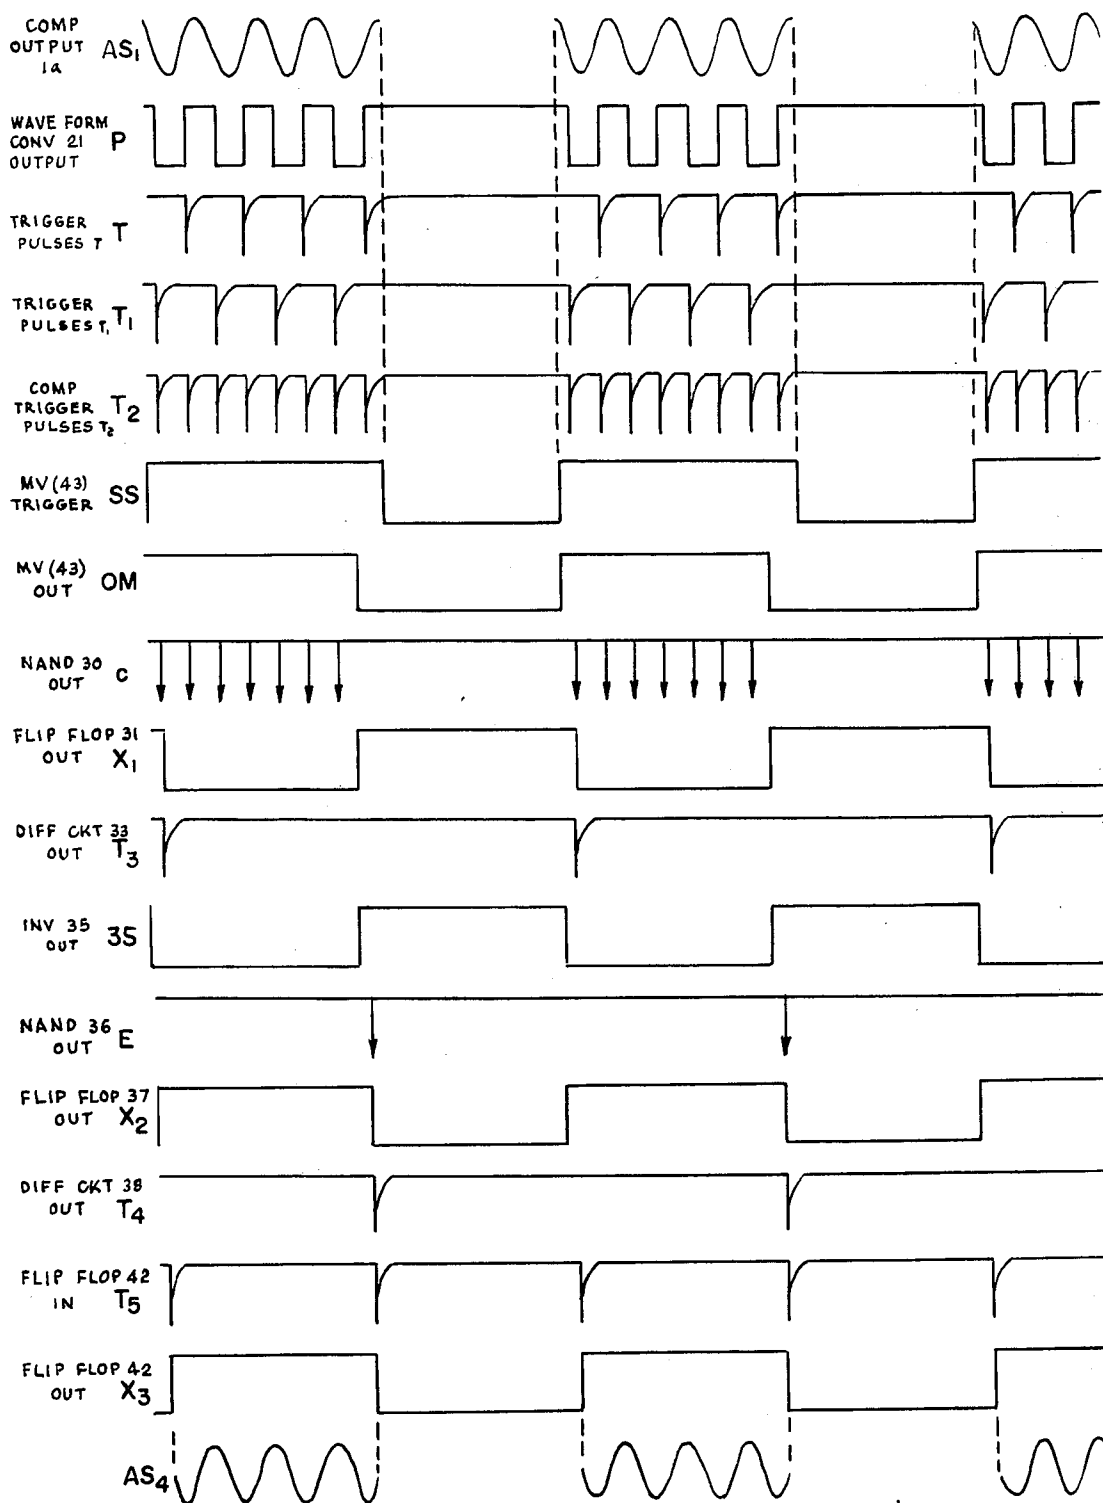 COMP
OUTPUT AS1
1a
WAVE FORM
CONV 21 P
OUTPUT
TRIGGER T
PULSES T
TRIGGER T1
PULSES T1
COMP
TRIGGER T2
PULSES T2
MV(43) SS
TRIGGER
MV(43) OM
OUT
NAND 30 C
OUT
FLIP FLOP 31
OUT X1
DIFF CKT 33
OUT T3
INV 35 3S
OUT
NAND 36 E
OUT
FLIP FLOP 37
OUT X2
DIFF CKT 38
OUT T4
FLIP FLOP 42
IN T5
FLIP FLOP 42
OUT X3
AS4